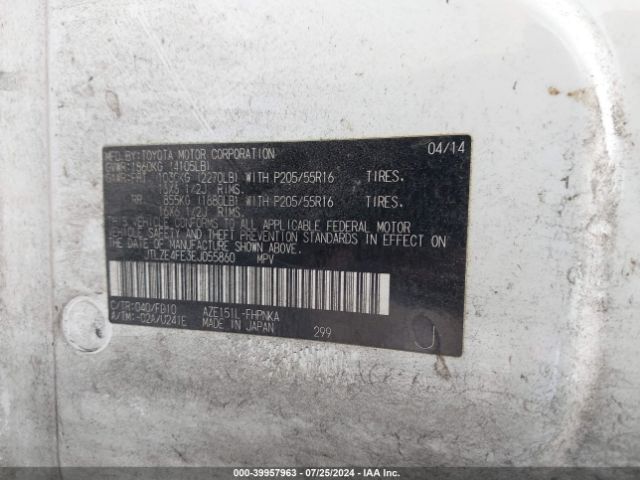 MFD BY:TOYOTA MOTOR CORPORATION 04/14
GVWR:1860KG (4105LB)
GAWR:FRT 1030KG (2270LB) WITH P205/55R16 TIRES.
16X6 1/2J RIMS.
RR 855KG (1880LB) WITH P205/55R16 TIRES.
16X6 1/2J RIMS.
THIS VEHICLE CONFORMS TO ALL APPLICABLE FEDERAL MOTOR
VEHICLE SAFETY AND THEFT PREVENTION STANDARDS IN
EFFECT ON THE DATE OF MANUFACTURE SHOWN ABOVE.
JTLZE4FE3EJ055860 MPV
C/TR:040/FB10 AZE151L-FHPNKA
A/TM:-02A/U241E MADE IN JAPAN 299 J
000-39957963 - 07/25/2024 - IAA Inc.